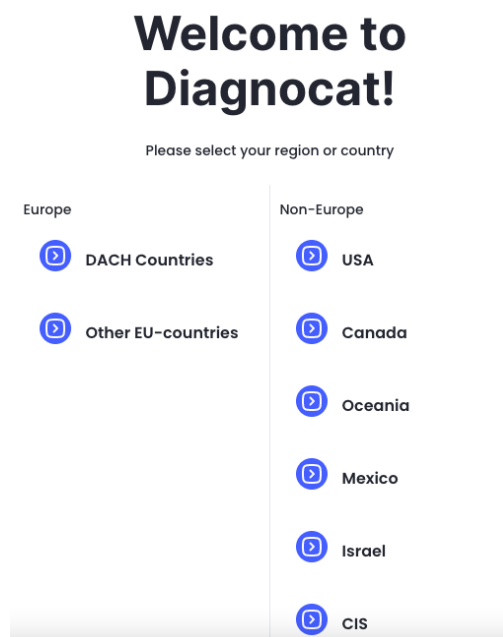 Welcome to
Diagnocat!
Please select your region or country
Europe
DACH Countries
Other EU-countries
Non-Europe
USA
Canada
Oceania
Mexico
Israel
CIS